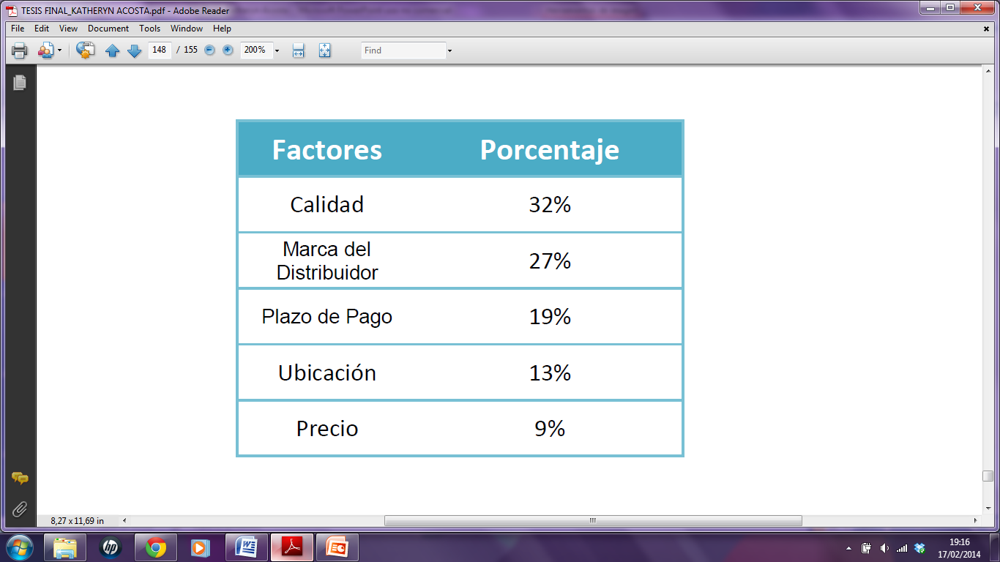 TESIS FINAL_KATHERYN ACOSTA.pdf - Adobe Reader
File Edit View Document Tools Window Help
148 / 155 200% Find
Factores Porcentaje
Calidad 32%
Marca del
Distribuidor 27%
Plazo de Pago 19%
Ubicación 13%
Precio 9%
8,27 x 11,69 in
hp
19:16
17/02/2014